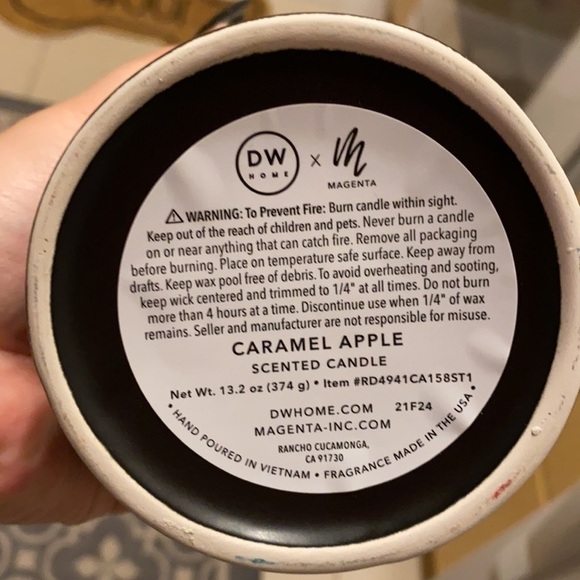 DW
HOME
x
M
MAGENTA
WARNING: To Prevent Fire: Burn candle within sight.
Keep out of the reach of children and pets. Never burn a candle
on or near anything that can catch fire. Remove all packaging
before burning. Place on temperature safe surface. Keep away from
drafts. Keep wax pool free of debris. To avoid overheating and sooting,
keep wick centered and trimmed to 1/4" at all times. Do not burn
more than 4 hours at a time. Discontinue use when 1/4" of wax
remains. Seller and manufacturer are not responsible for misuse.
CARAMEL APPLE
SCENTED CANDLE
Net Wt. 13.2 oz (374 g) • Item #RD4941CA158ST1
DWHOME.COM 21F24
MAGENTA-INC.COM
RANCHO CUCAMONGA,
CA 91730
• HAND POURED IN VIETNAM • FRAGRANCE MADE IN THE USA •